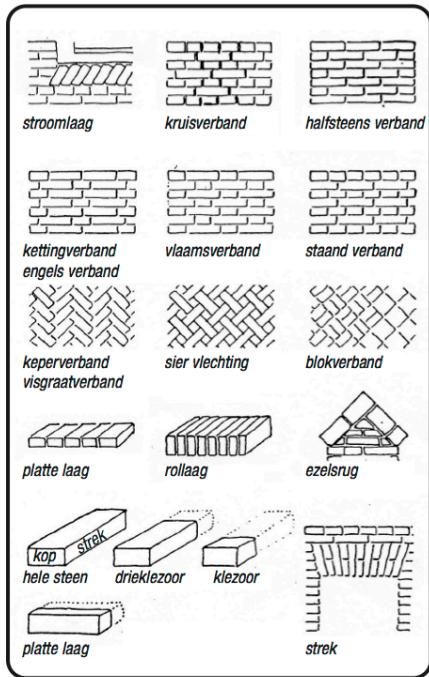 stroomlaag
kruisverband
halfsteens verband
kettingverband
engels verband
vlaamsverband
staand verband
keperverband
visgraatverband
sier vlechting
blokverband
platte laag
rollaag
ezelsrug
kop
strek
hele steen
drieklezoor
klezoor
platte laag
strek